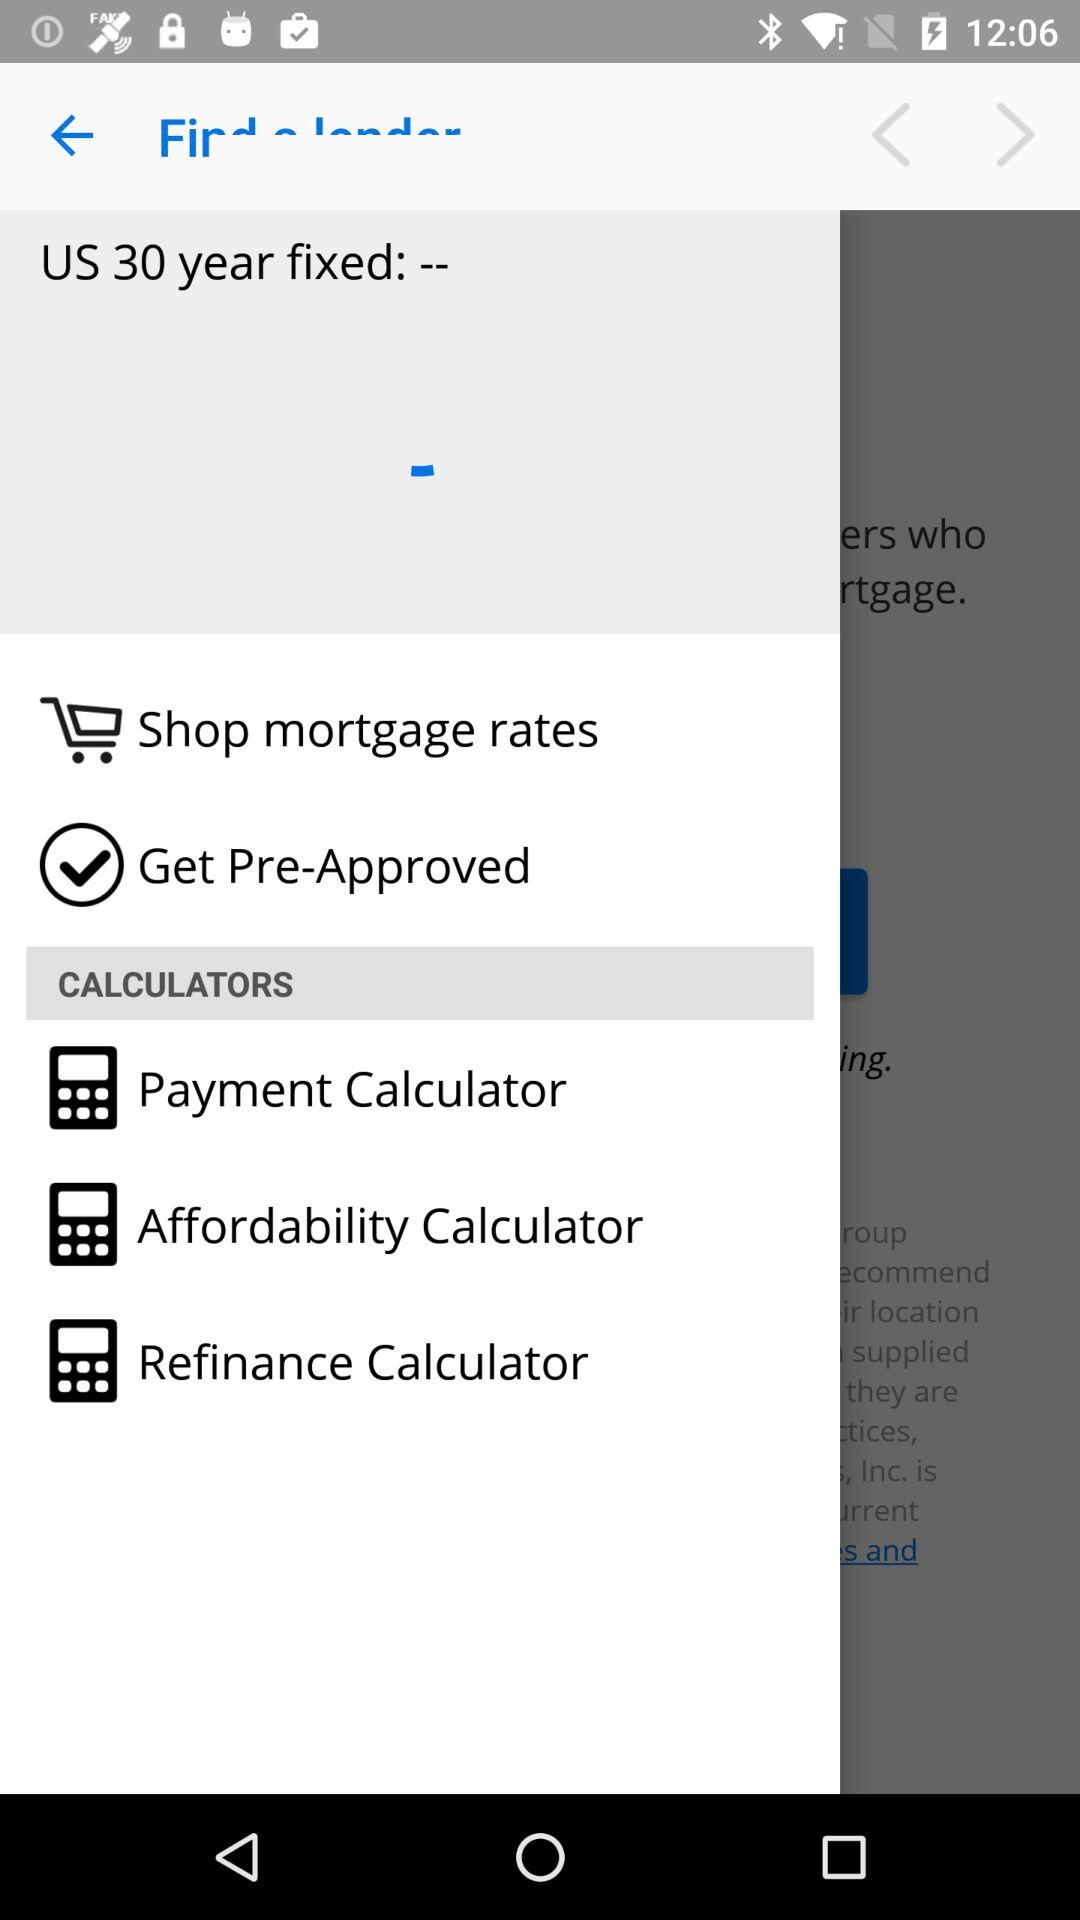 FAKE
12:06
Find a lender
US 30 year fixed: --
ers who
rtgage.
Shop mortgage rates
Get Pre-Approved
CALCULATORS
ing.
Payment Calculator
Affordability Calculator
roup
ecommend
ir location
supplied
they are
Refinance Calculator
ctices,
s, Inc. is
urrent
es and